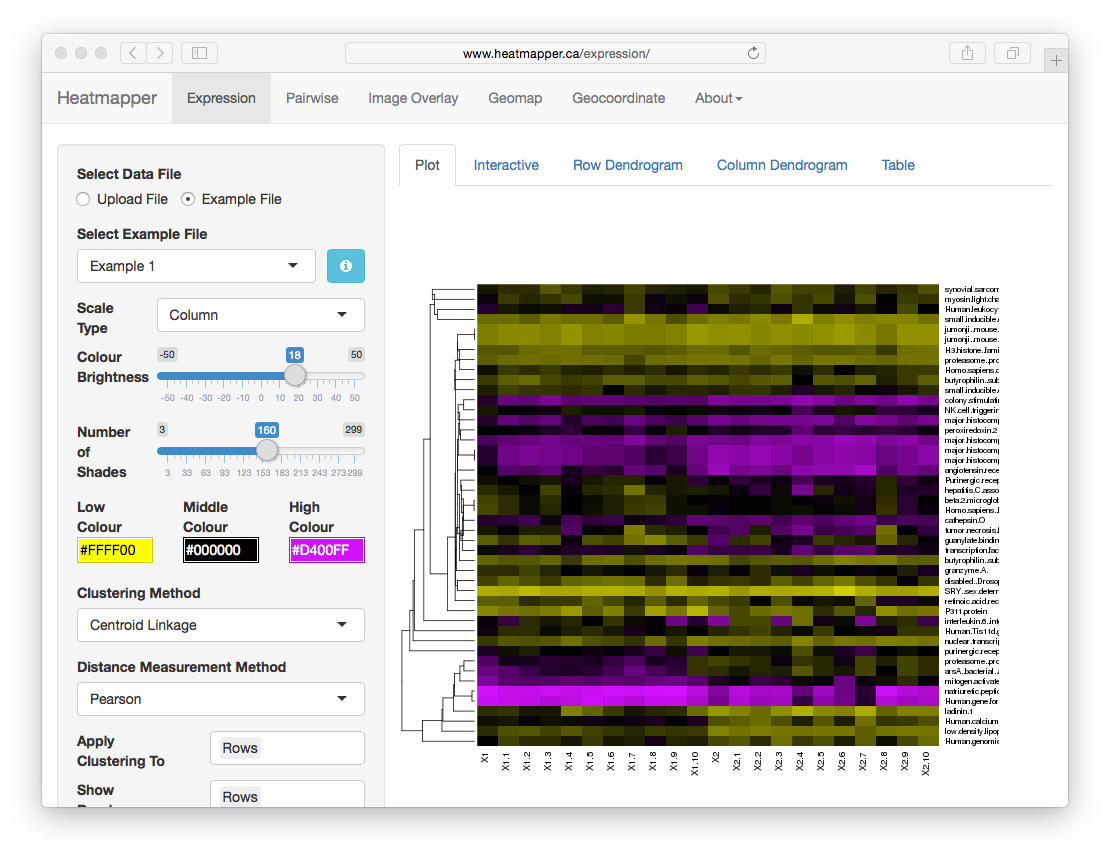 www.heatmapper.ca/expression/
Heatmapper Expression Pairwise Image Overlay Geomap Geocoordinate About
Select Data File
Upload File Example File
Select Example File
Example 1
Scale Type
Column
Colour Brightness
-50 18 50
-50 -40 -30 -20 -10 0 10 20 30 40 50
Number of Shades
3 160 299
3 33 63 93 123 153 183 213 243 273 299
Low Colour
Middle Colour
High Colour
#FFFF00 #000000 #D400FF
Clustering Method
Centroid Linkage
Distance Measurement Method
Pearson
Apply Clustering To
Rows
Show
Rows
Plot Interactive Row Dendrogram Column Dendrogram Table
synovial.sarcom
myosin.light.cha
Human.leukocy
small.inducible.
jumonji..mouse.
jumonji..mouse.
H3.histone.fami
proteasome..prc
Homo.sapiens.c
butyrophilin..sub
small.inducible.
colony.stimulati
NK.cell.triggerin
major.histocomp
peroxiredoxin.2
major.histocomp
major.histocomp
major.histocomp
angiotensin.rece
Purinergic.recep
hepatitis.C.asso
beta.2.microglob
Homo.sapiens.
cathepsin.O
tumor.necrosis.
guanylate.bindin
transcription.fac
butyrophilin..sub
granzyme.A.
disabled..Drosop
SRY..sex.determ
retinoic.acid.rec
P311.protein
interleukin.6..int
Human.Tis11d.g
nuclear.transcrip
purinergic.recep
proteasome..prc
arsA.bacterial.
mitogen.activate
natriuretic.peptic
Human.gene.for
ladinin.1
Human.calcium
low.density.lipop
Human.genomic
X1 X1.1 X1.2 X1.3 X1.4 X1.5 X1.6 X1.7 X1.8 X1.9 X1.10 X2 X2.1 X2.2 X2.3 X2.4 X2.5 X2.6 X2.7 X2.8 X2.9 X2.10